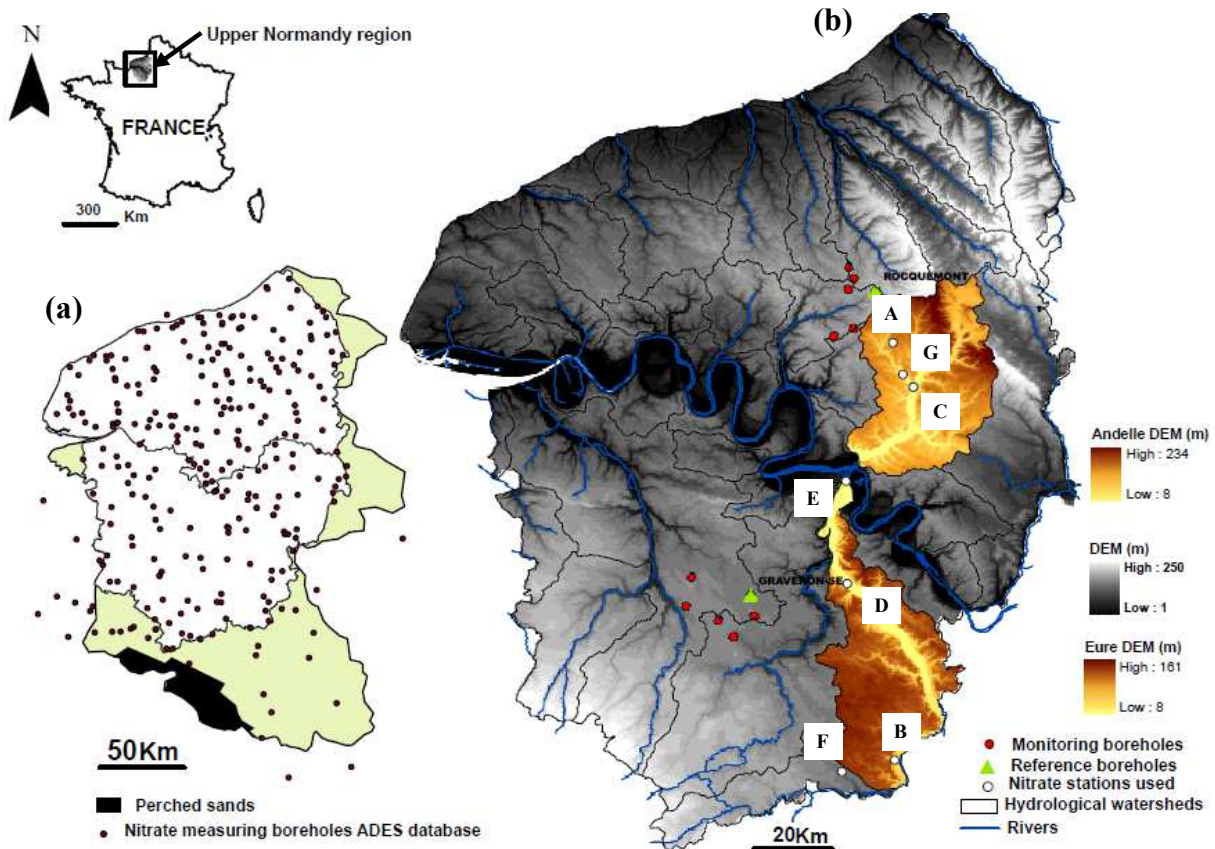 N
Upper Normandy region
FRANCE
300 Km
(a)
50Km
Perched sands
Nitrate measuring boreholes ADES database
(b)
ROCQUEMONT
A
G
C
E
GRAVERON-SE
D
F
B
20Km
Andelle DEM (m)
High : 234
Low : 8
DEM (m)
High : 250
Low : 1
Eure DEM (m)
High : 161
Low : 8
Monitoring boreholes
Reference boreholes
Nitrate stations used
Hydrological watersheds
Rivers